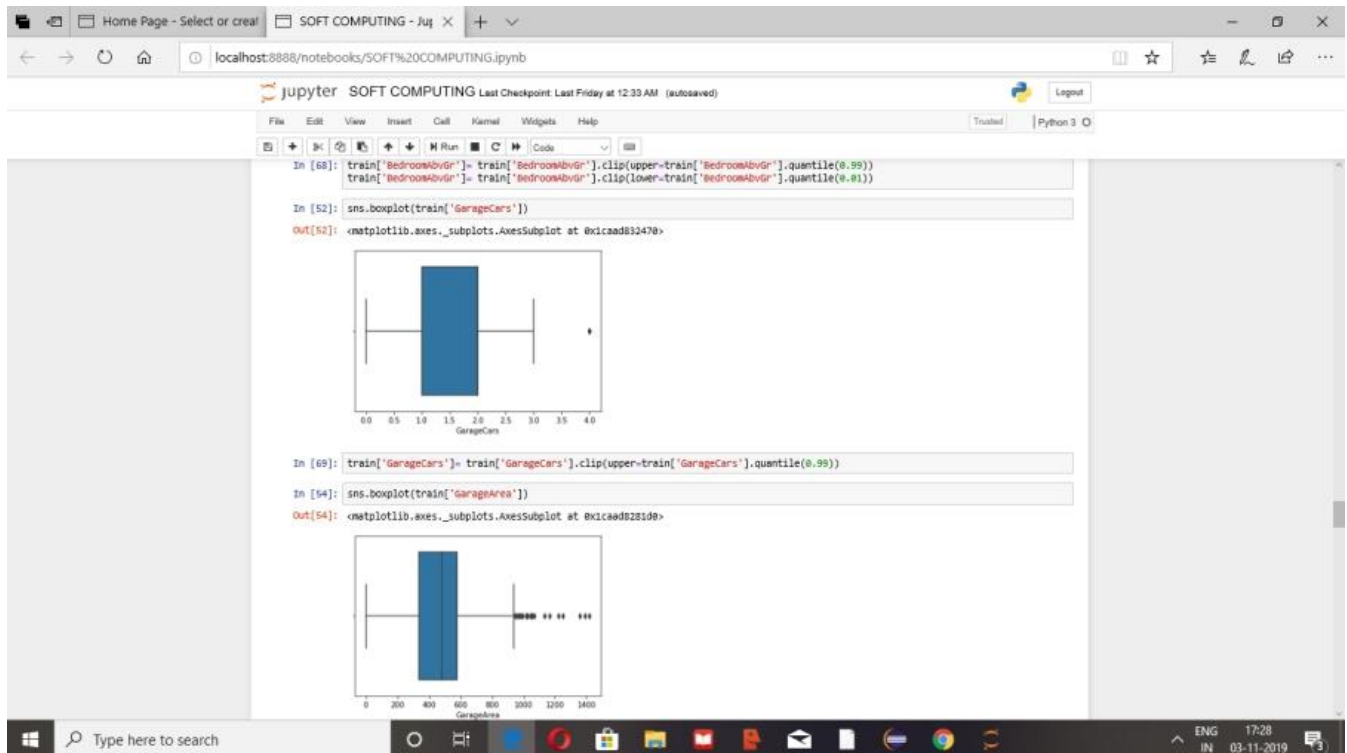 Home Page - Select or creat
SOFT COMPUTING - Jup
localhost:8888/notebooks/SOFT%20COMPUTING.ipynb
jupyter SOFT COMPUTING Last Checkpoint: Last Friday at 12:33 AM (autosaved)
Logout
File Edit View Insert Cell Kernel Widgets Help
Trusted
Python 3
Run
Code
In [68]: train['BedroomAbvGr']= train['BedroomAbvGr'].clip(upper=train['BedroomAbvGr'].quantile(0.99))
train['BedroomAbvGr']= train['BedroomAbvGr'].clip(lower=train['BedroomAbvGr'].quantile(0.01))
In [52]: sns.boxplot(train['GarageCars'])
Out[52]: <matplotlib.axes._subplots.AxesSubplot at 0x1caad832470>
0.0 0.5 1.0 1.5 2.0 2.5 3.0 3.5 4.0
GarageCars
In [69]: train['GarageCars']= train['GarageCars'].clip(upper=train['GarageCars'].quantile(0.99))
In [54]: sns.boxplot(train['GarageArea'])
Out[54]: <matplotlib.axes._subplots.AxesSubplot at 0x1caad8281d0>
0 200 400 600 800 1000 1200 1400
GarageArea
Type here to search
ENG
IN
17:28
03-11-2019